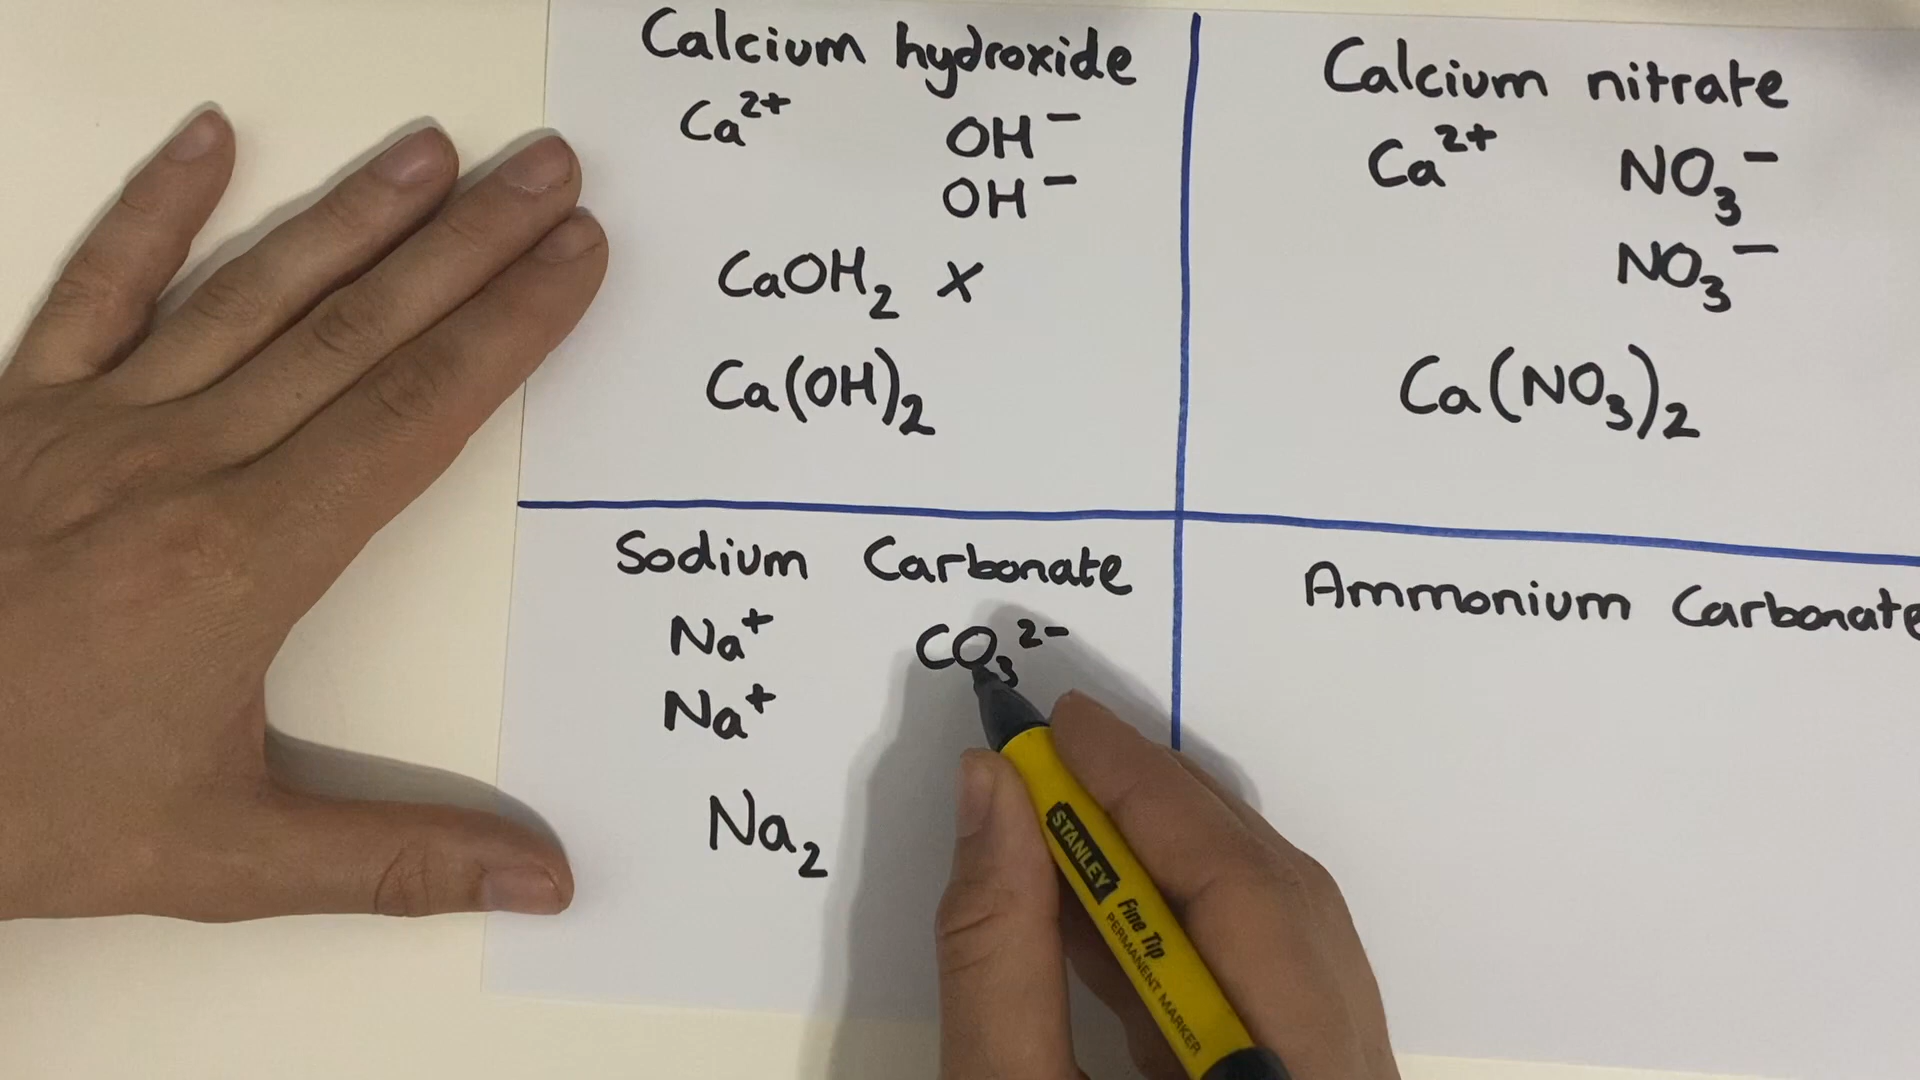 Calcium hydroxide
Ca²⁺ OH⁻
OH⁻
CaOH₂ X
Ca(OH)₂
Calcium nitrate
Ca²⁺ NO₃⁻
NO₃⁻
Ca(NO₃)₂
Sodium Carbonate
Na⁺ CO₃²⁻
Na⁺
Na₂
Ammonium Carbonate
STANLEY
Fine Tip
PERMANENT MARKER